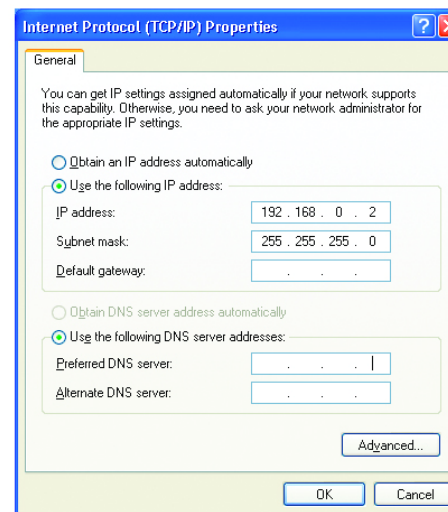 Internet Protocol (TCP/IP) Properties
General
You can get IP settings assigned automatically if your network supports
this capability. Otherwise, you need to ask your network administrator for
the appropriate IP settings.
Obtain an IP address automatically
Use the following IP address:
IP address: 192 . 168 . 0 . 2
Subnet mask: 255 . 255 . 255 . 0
Default gateway: . . .
Obtain DNS server address automatically
Use the following DNS server addresses:
Preferred DNS server: . . .
Alternate DNS server: . . .
Advanced...
OK Cancel